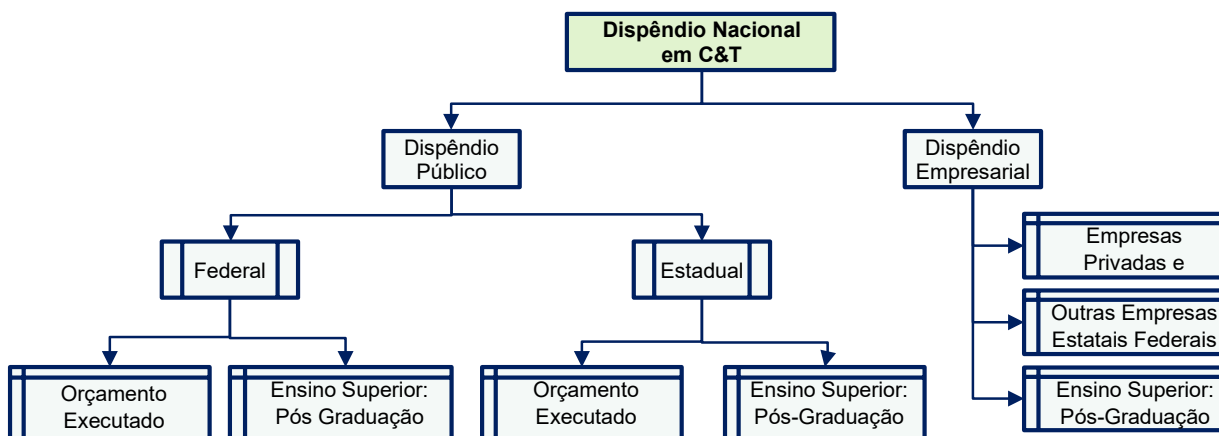 Dispêndio Nacional
em C&T
Dispêndio
Público
Dispêndio
Empresarial
Federal
Estadual
Empresas
Privadas e
Outras Empresas
Estatais Federais
Orçamento
Executado
Ensino Superior:
Pós Graduação
Orçamento
Executado
Ensino Superior:
Pós-Graduação
Ensino Superior:
Pós-Graduação